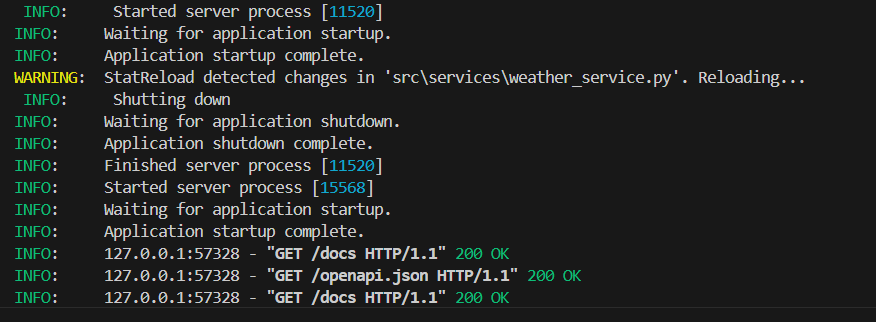 INFO:     Started server process [11520]
INFO:     Waiting for application startup.
INFO:     Application startup complete.
WARNING:  StatReload detected changes in 'src\services\weather_service.py'. Reloading...
INFO:     Shutting down
INFO:     Waiting for application shutdown.
INFO:     Application shutdown complete.
INFO:     Finished server process [11520]
INFO:     Started server process [15568]
INFO:     Waiting for application startup.
INFO:     Application startup complete.
INFO:     127.0.0.1:57328 - "GET /docs HTTP/1.1" 200 OK
INFO:     127.0.0.1:57328 - "GET /openapi.json HTTP/1.1" 200 OK
INFO:     127.0.0.1:57328 - "GET /docs HTTP/1.1" 200 OK